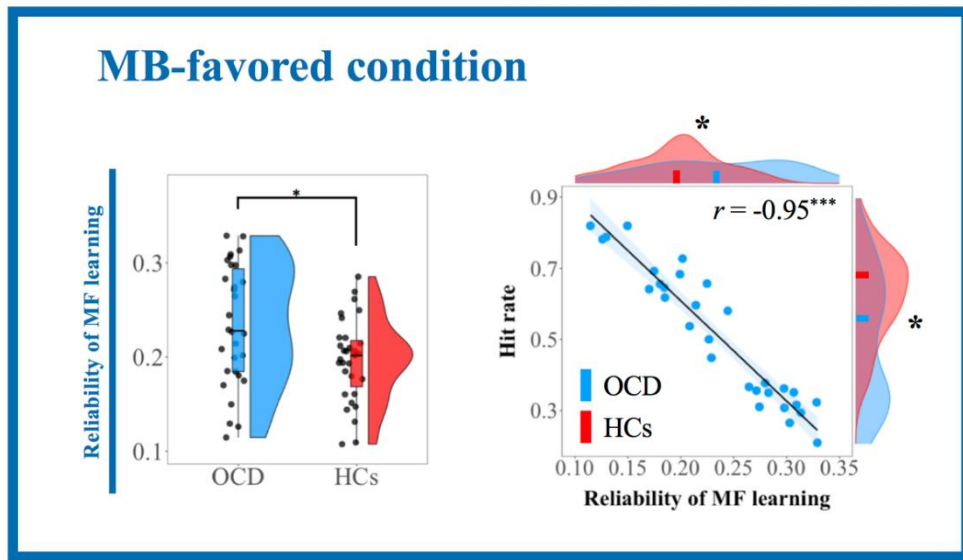 MB-favored condition
Reliability of MF learning
0.3
0.2
0.1
*
OCD
HCs
*
r = -0.95***
Hit rate
0.9
0.7
0.5
0.3
OCD
HCs
*
0.10
0.15
0.20
0.25
0.30
0.35
Reliability of MF learning